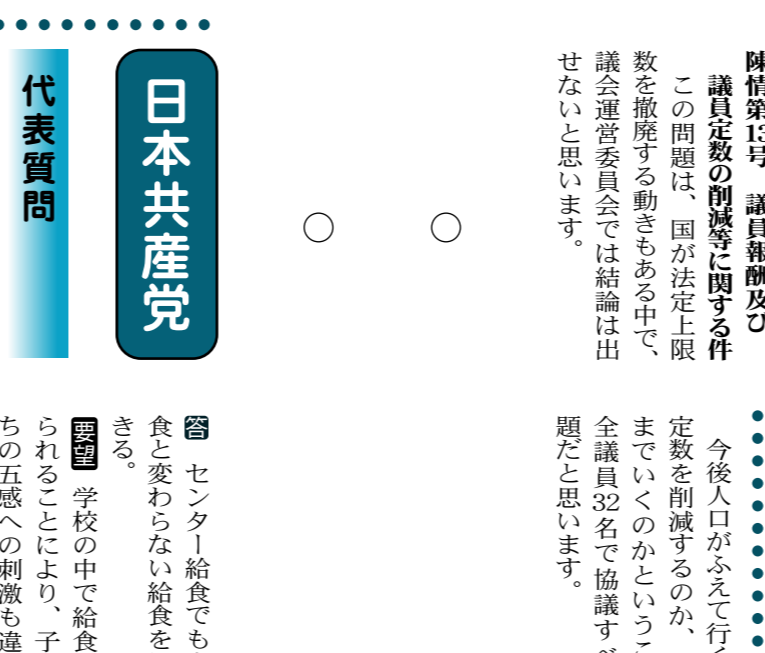 陳情第13号 議員報酬及び
議員定数の削減等に関する件
この問題は、国が法定上限
数を撤廃する動きもある中で、
議会運営委員会では結論は出
せないと思います。
今後人口がふえて行く
定数を削減するのか、
までいくのかというこ
全議員32名で協議すべ
題だと思います。
○
○
日本共産党
代表質問
答 センター給食でも
食と変わらない給食を
きる。
要望 学校の中で給食
られることにより、子
ちの五感への刺激も違